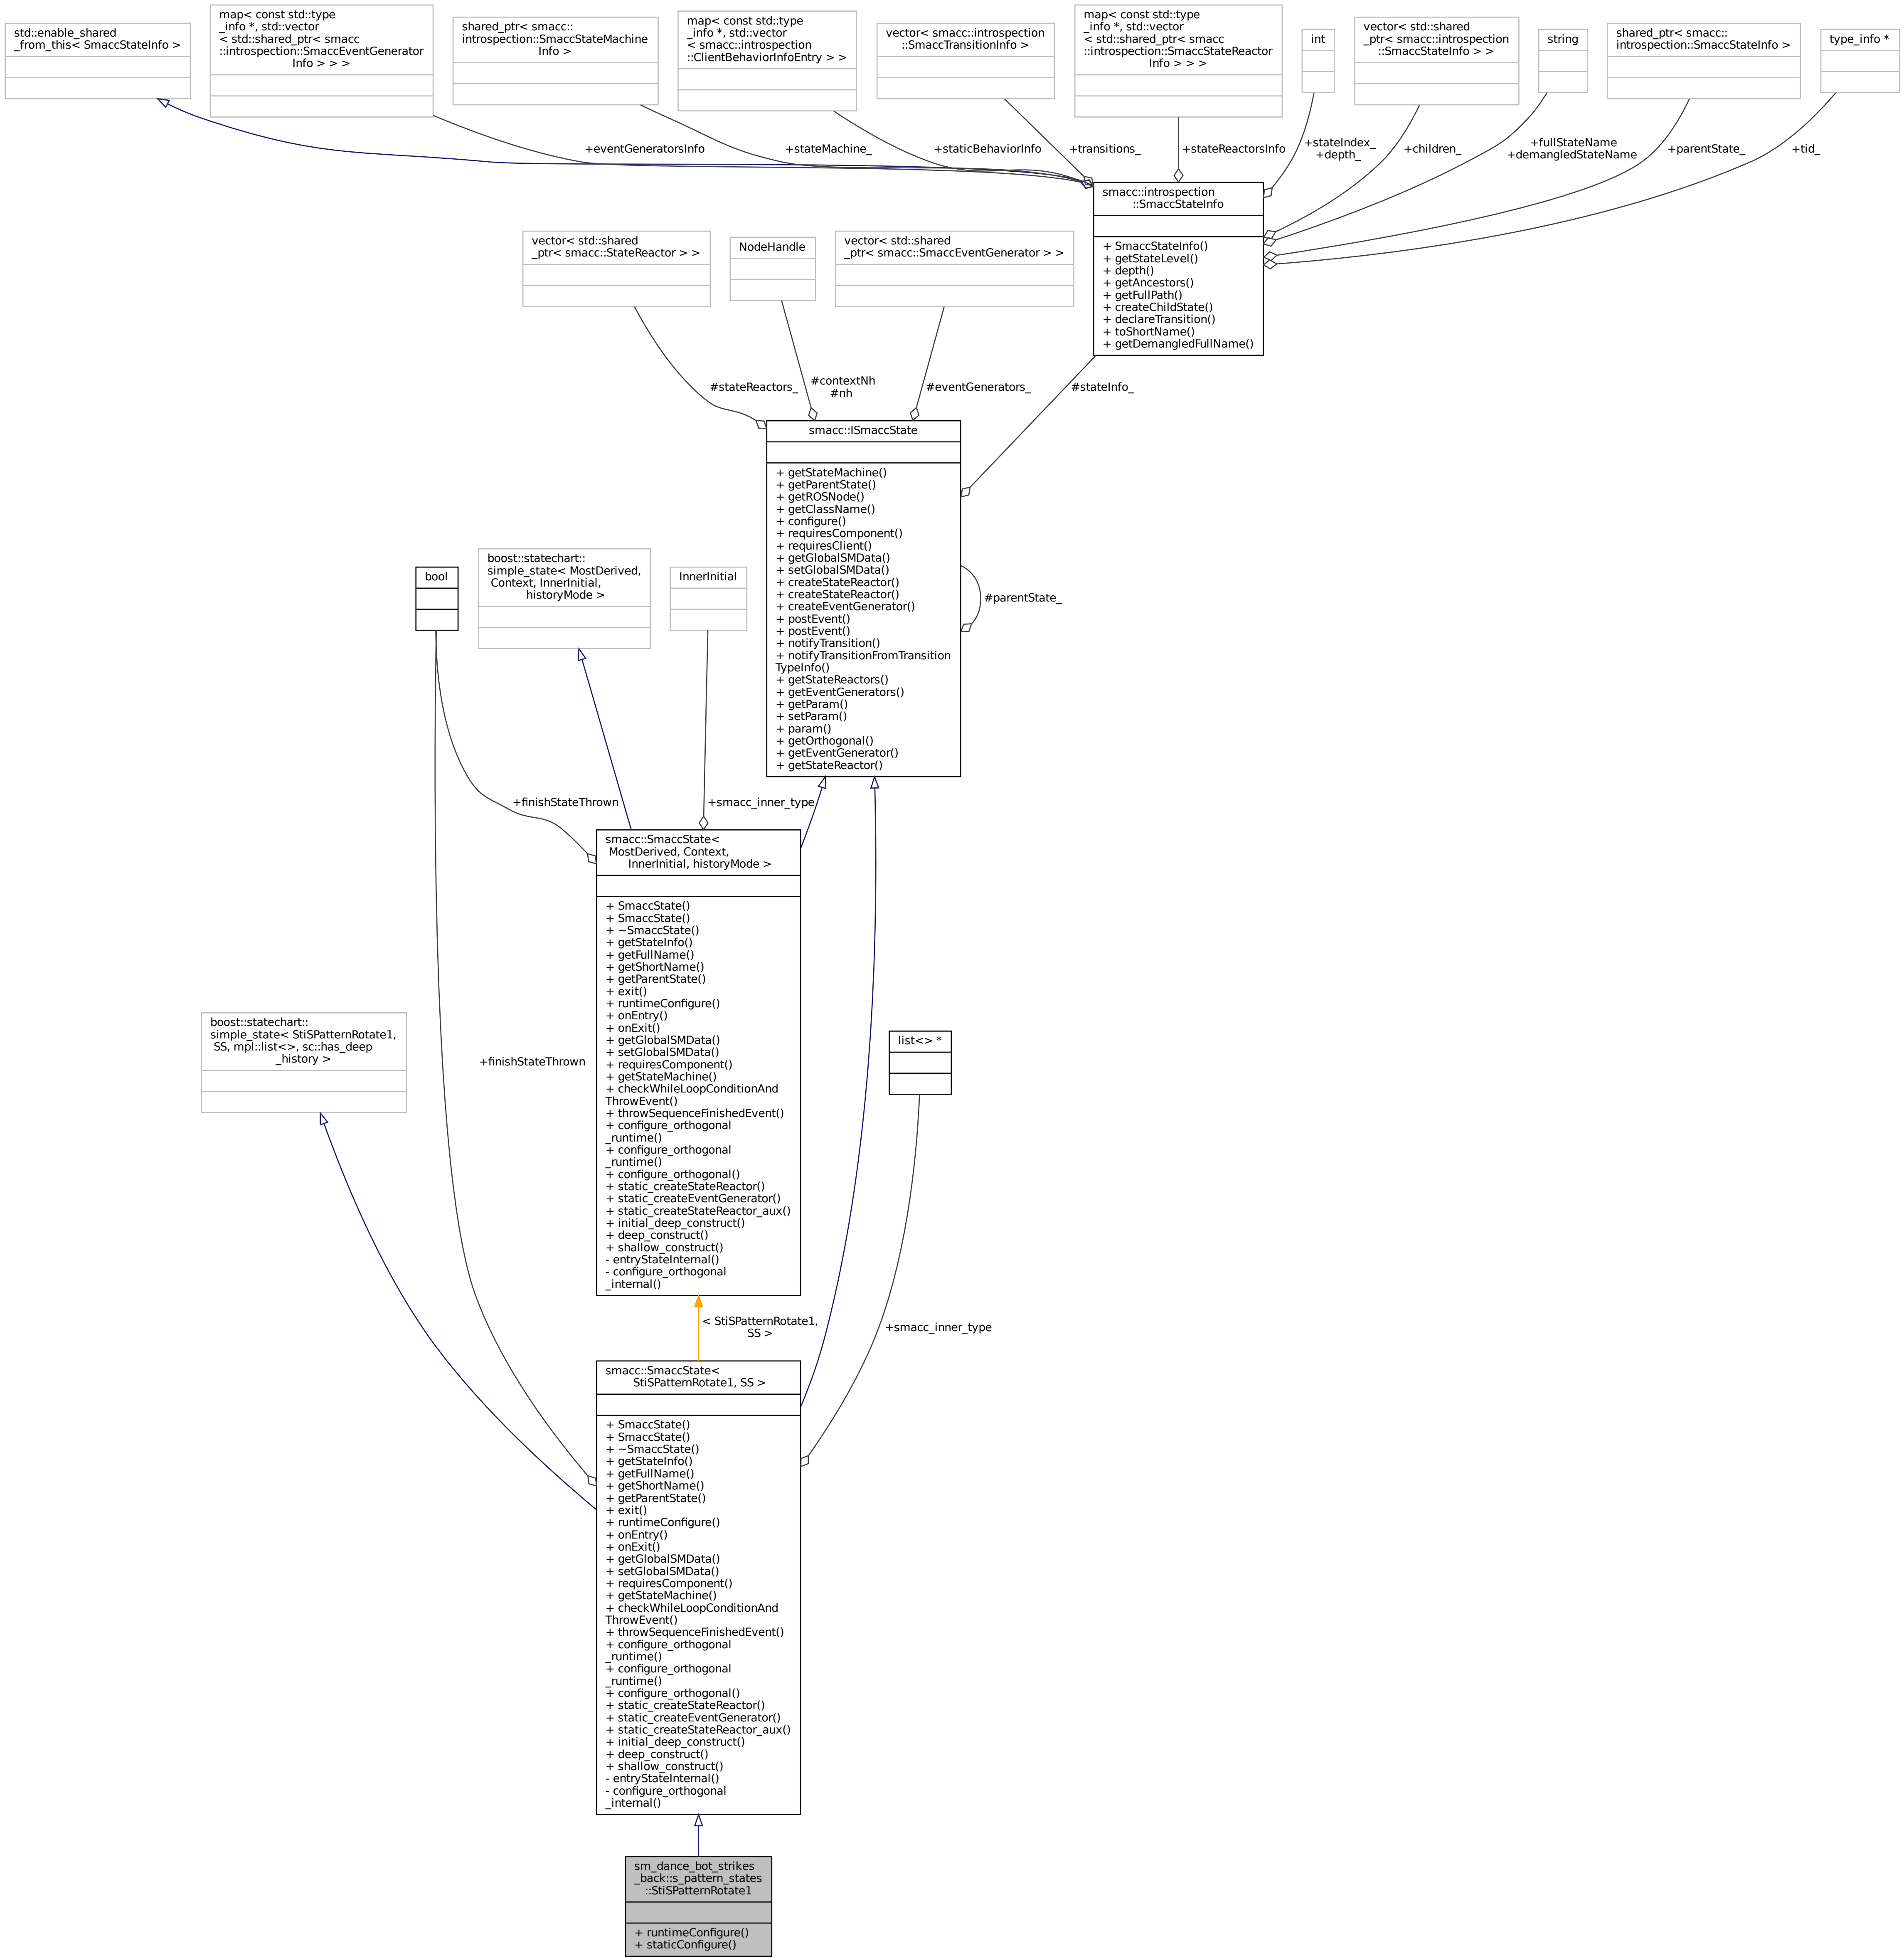 std::enable_shared
_from_this< SmaccStateInfo >
map< const std::type
_info *, std::vector
< std::shared_ptr< smacc
::introspection::SmaccEventGenerator
Info > > >
shared_ptr< smacc::
introspection::SmaccStateMachine
Info >
map< const std::type
_info *, std::vector
< smacc::introspection
::ClientBehaviorInfoEntry > >
vector< smacc::introspection
::SmaccTransitionInfo >
map< const std::type
_info *, std::vector
< std::shared_ptr< smacc
::introspection::SmaccStateReactor
Info > > >
int
vector< std::shared
_ptr< smacc::introspection
::SmaccStateInfo > >
string
shared_ptr< smacc::
introspection::SmaccStateInfo >
type_info *
+eventGeneratorsInfo
+stateMachine_
+staticBehaviorInfo
+transitions_
+stateReactorsInfo
+stateIndex_
+depth_
+children_
+fullStateName
+demangledStateName
+parentState_
+tid_
smacc::introspection
::SmaccStateInfo
+ SmaccStateInfo()
+ getStateLevel()
+ depth()
+ getAncestors()
+ getFullPath()
+ createChildState()
+ declareTransition()
+ toShortName()
+ getDemangledFullName()
vector< std::shared
_ptr< smacc::StateReactor > >
NodeHandle
vector< std::shared
_ptr< smacc::SmaccEventGenerator > >
#stateReactors_
#contextNh
#nh
#eventGenerators_
#stateInfo_
smacc::ISmaccState
+ getStateMachine()
+ getParentState()
+ getROSNode()
+ getClassName()
+ configure()
+ requiresComponent()
+ requiresClient()
+ getGlobalSMData()
+ setGlobalSMData()
+ createStateReactor()
+ createStateReactor()
+ createEventGenerator()
+ postEvent()
+ postEvent()
+ notifyTransition()
+ notifyTransitionFromTransition
TypeInfo()
+ getStateReactors()
+ getEventGenerators()
+ getParam()
+ setParam()
+ param()
+ getOrthogonal()
+ getEventGenerator()
+ getStateReactor()
#parentState_
bool
boost::statechart::
simple_state< MostDerived,
Context, InnerInitial,
historyMode >
InnerInitial
+finishStateThrown
+smacc_inner_type
smacc::SmaccState<
MostDerived, Context,
InnerInitial, historyMode >
+ SmaccState()
+ SmaccState()
+ ~SmaccState()
+ getStateInfo()
+ getFullName()
+ getShortName()
+ getParentState()
+ exit()
+ runtimeConfigure()
+ onEntry()
+ onExit()
+ getGlobalSMData()
+ setGlobalSMData()
+ requiresComponent()
+ getStateMachine()
+ checkWhileLoopConditionAnd
ThrowEvent()
+ throwSequenceFinishedEvent()
+ configure_orthogonal
_runtime()
+ configure_orthogonal
_runtime()
+ configure_orthogonal()
+ static_createStateReactor()
+ static_createEventGenerator()
+ static_createStateReactor_aux()
+ initial_deep_construct()
+ deep_construct()
+ shallow_construct()
- entryStateInternal()
- configure_orthogonal
_internal()
boost::statechart::
simple_state< StiSPatternRotate1,
SS, mpl::list<>, sc::has_deep
_history >
+finishStateThrown
list<> *
< StiSPatternRotate1,
SS >
+smacc_inner_type
smacc::SmaccState<
StiSPatternRotate1, SS >
+ SmaccState()
+ SmaccState()
+ ~SmaccState()
+ getStateInfo()
+ getFullName()
+ getShortName()
+ getParentState()
+ exit()
+ runtimeConfigure()
+ onEntry()
+ onExit()
+ getGlobalSMData()
+ setGlobalSMData()
+ requiresComponent()
+ getStateMachine()
+ checkWhileLoopConditionAnd
ThrowEvent()
+ throwSequenceFinishedEvent()
+ configure_orthogonal
_runtime()
+ configure_orthogonal
_runtime()
+ configure_orthogonal()
+ static_createStateReactor()
+ static_createEventGenerator()
+ static_createStateReactor_aux()
+ initial_deep_construct()
+ deep_construct()
+ shallow_construct()
- entryStateInternal()
- configure_orthogonal
_internal()
sm_dance_bot_strikes
_back::s_pattern_states
::StiSPatternRotate1
+ runtimeConfigure()
+ staticConfigure()